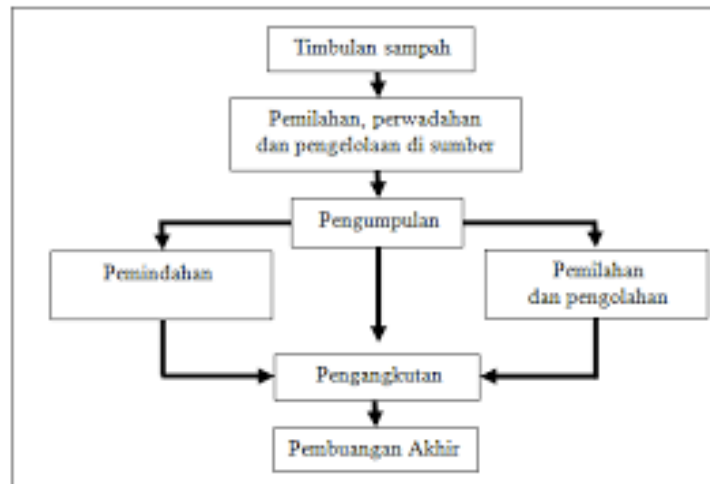 Timbulan sampah
Pemilahan, perwadahan
dan pengelolaan di sumber
Pengumpulan
Pemindahan
Pemilahan
dan pengolahan
Pengangkutan
Pembuangan Akhir